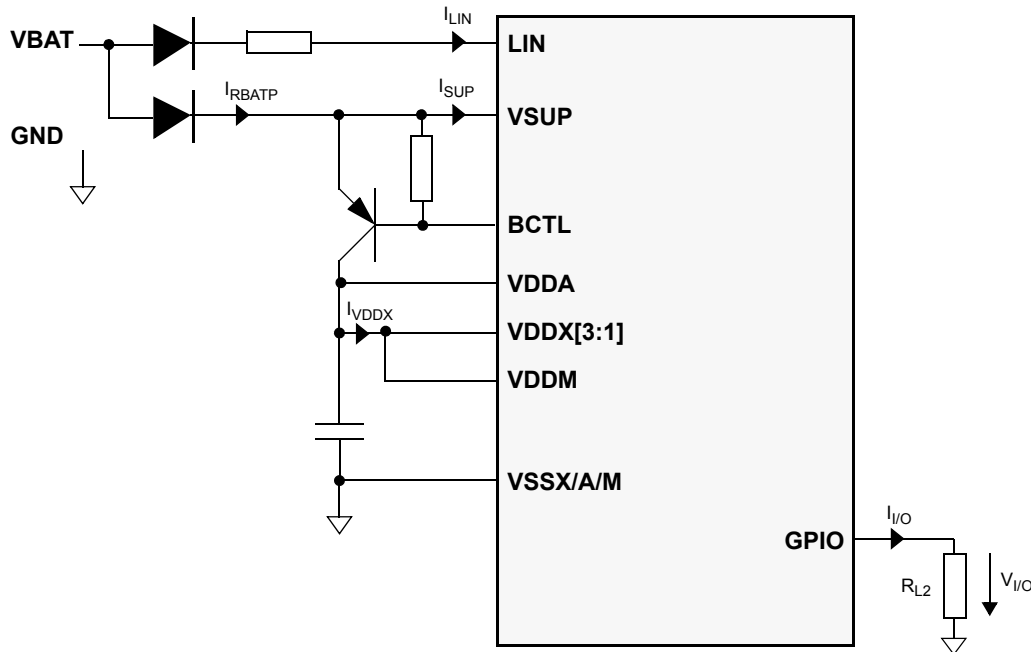 I_LIN
VBAT
LIN
I_RBATP
I_SUP
VSUP
GND
BCTL
VDDA
I_VDDX
VDDX[3:1]
VDDM
VSSX/A/M
I_I/O
GPIO
R_L2
V_I/O